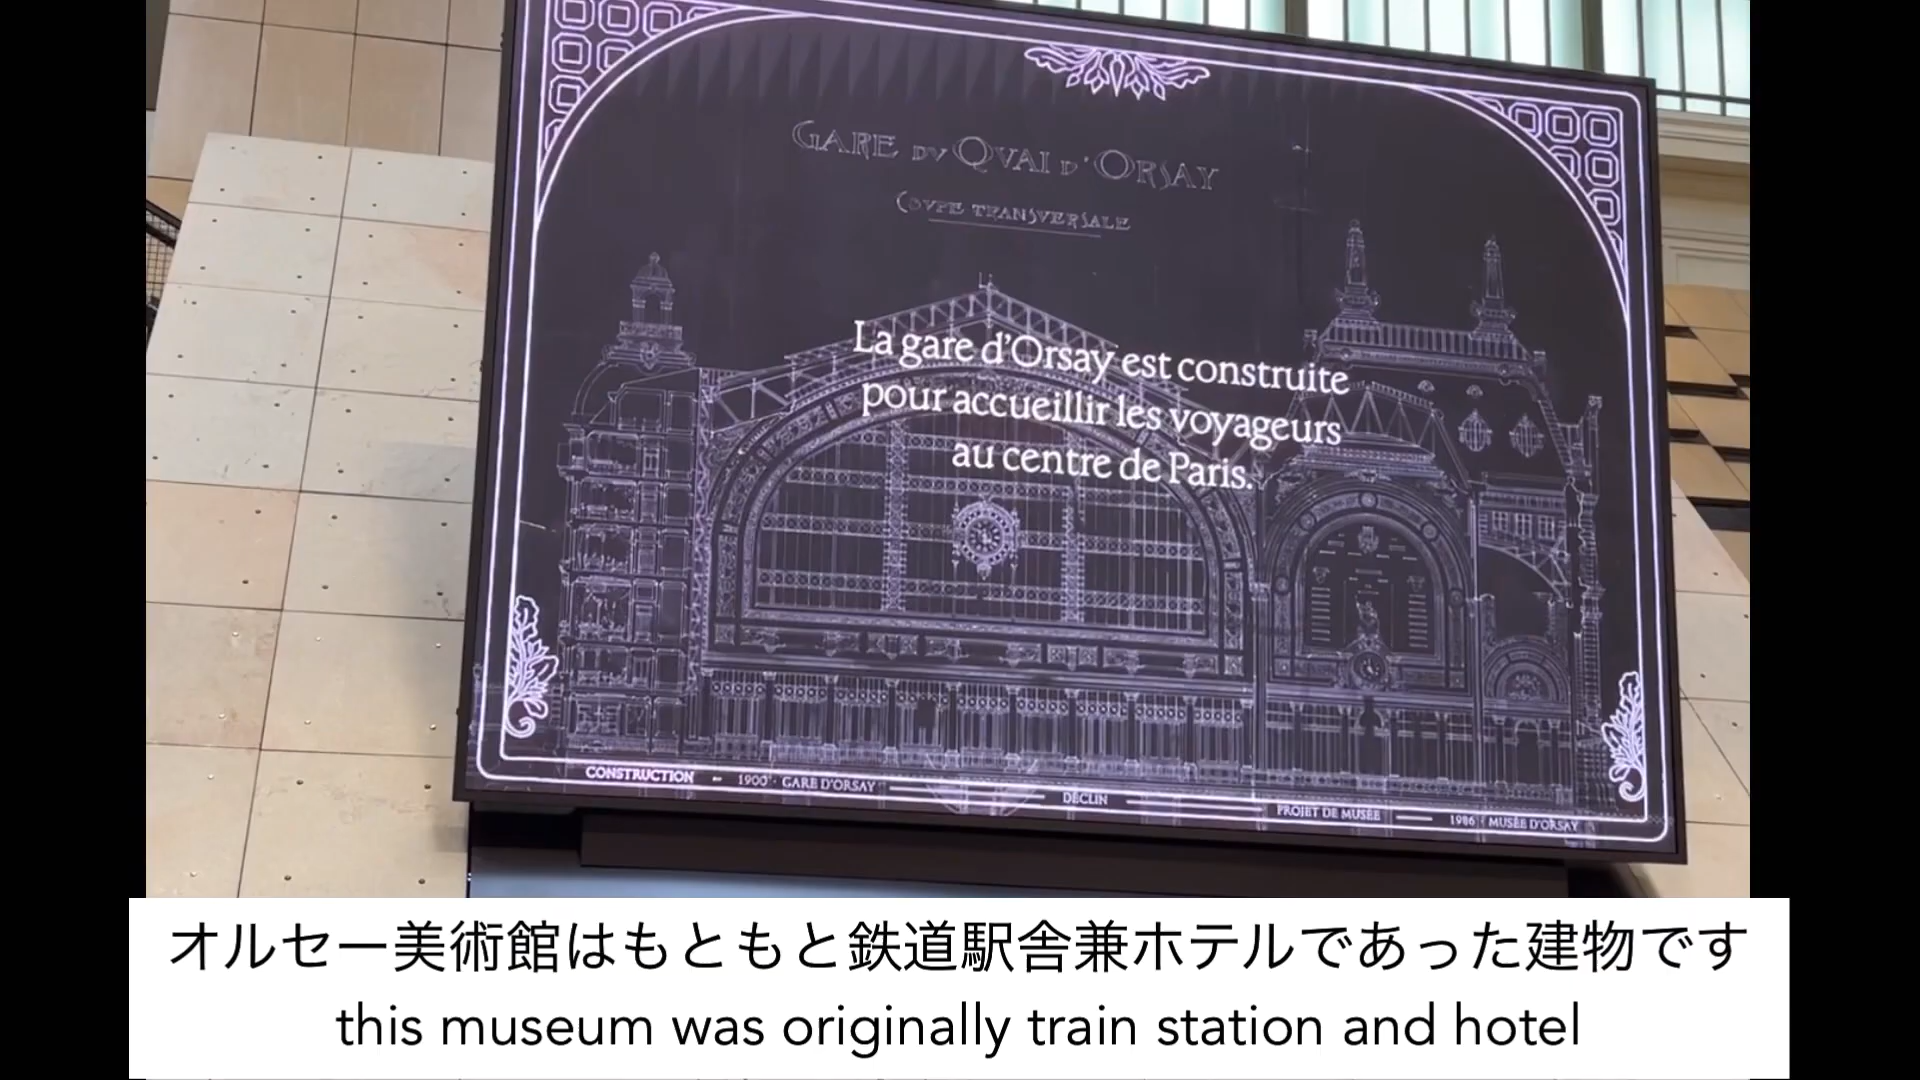 GARE DV QVAI D'ORSAY
COVPE TRANSVERSALE
La gare d'Orsay est construite
pour accueillir les voyageurs
au centre de Paris.
CONSTRUCTION - 1900 · GARE D'ORSAY DÉCLIN PROJET DE MUSÉE 1986 MUSÉE D'ORSAY
オルセー美術館はもともと鉄道駅舎兼ホテルであった建物です
this museum was originally train station and hotel